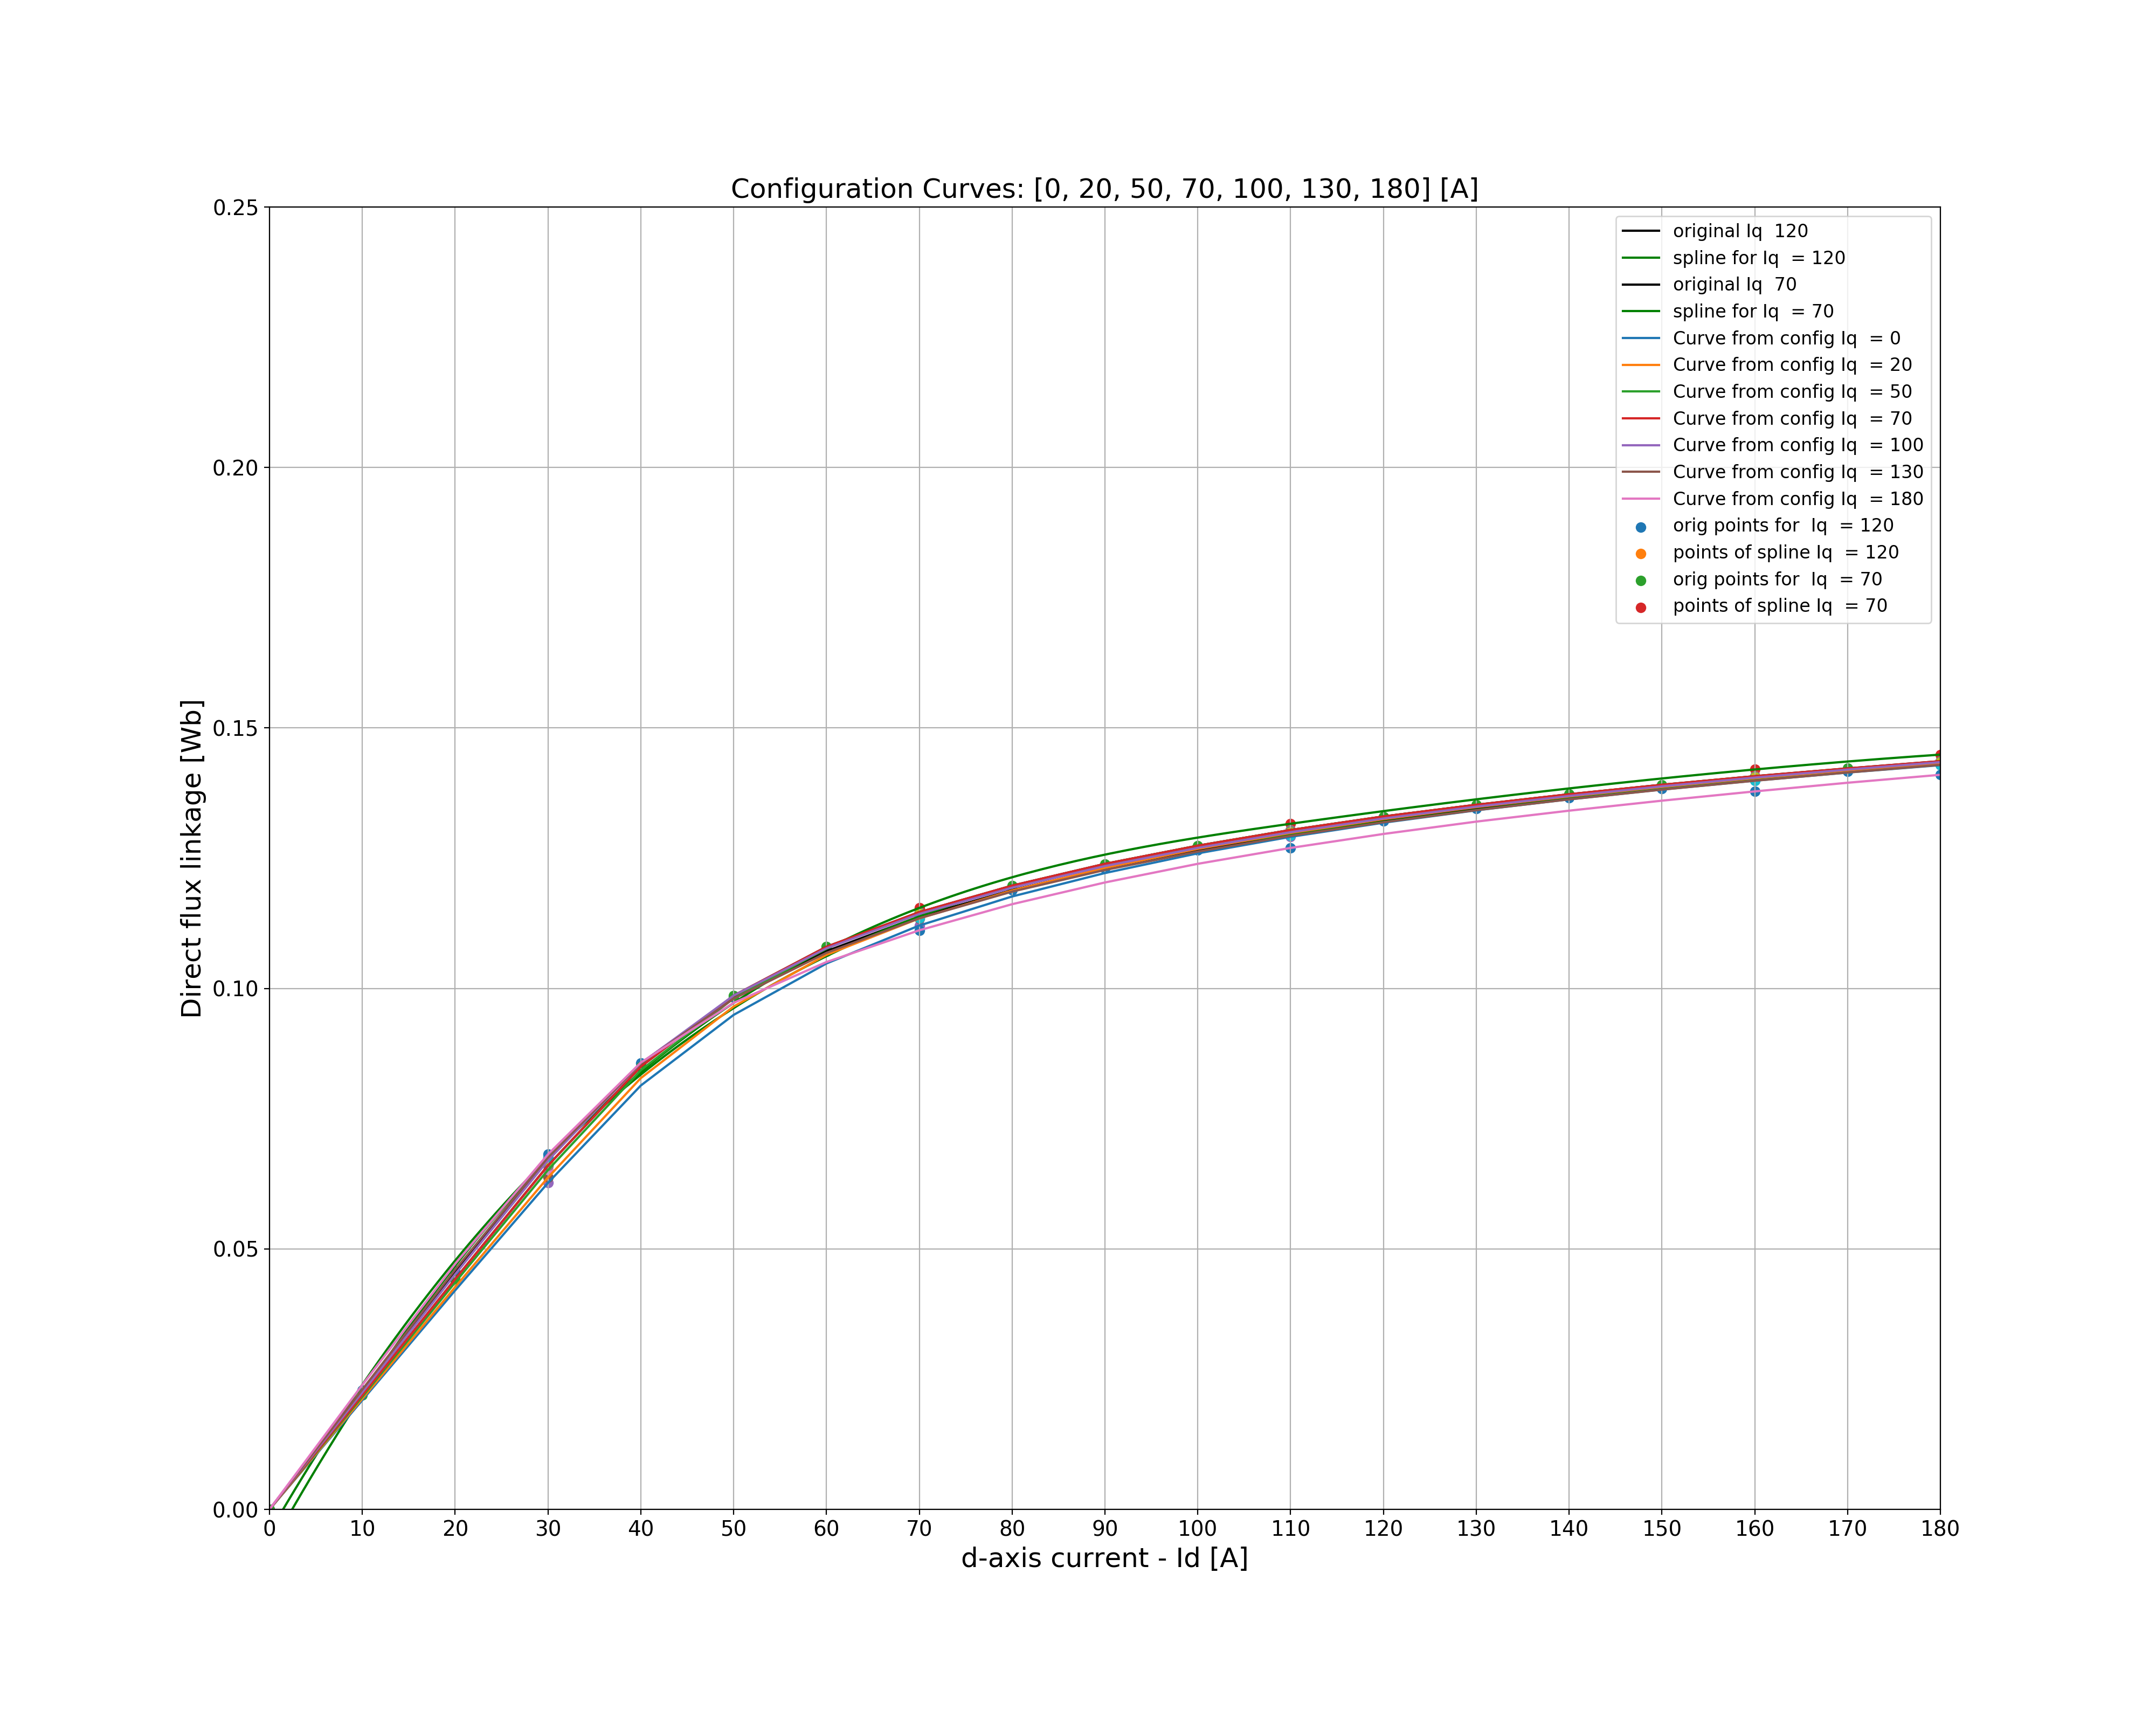 Configuration Curves: [0, 20, 50, 70, 100, 130, 180] [A]
0.25
0.20
0.15
0.10
0.05
0.00
Direct flux linkage [Wb]
original Iq  120
spline for Iq  = 120
original Iq  70
spline for Iq  = 70
Curve from config Iq  = 0
Curve from config Iq  = 20
Curve from config Iq  = 50
Curve from config Iq  = 70
Curve from config Iq  = 100
Curve from config Iq  = 130
Curve from config Iq  = 180
orig points for  Iq  = 120
points of spline Iq  = 120
orig points for  Iq  = 70
points of spline Iq  = 70
0 10 20 30 40 50 60 70 80 90 100 110 120 130 140 150 160 170 180
d-axis current - Id [A]